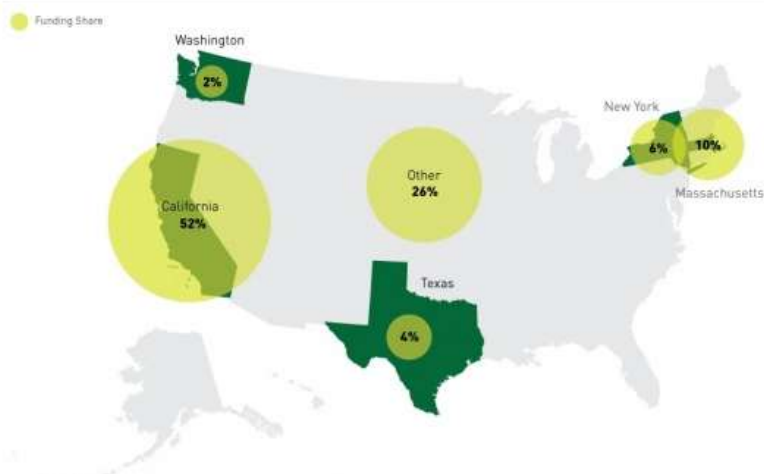 Funding Share
Washington
2%
New York
6%
10%
Massachusetts
Other
26%
California
52%
Texas
4%